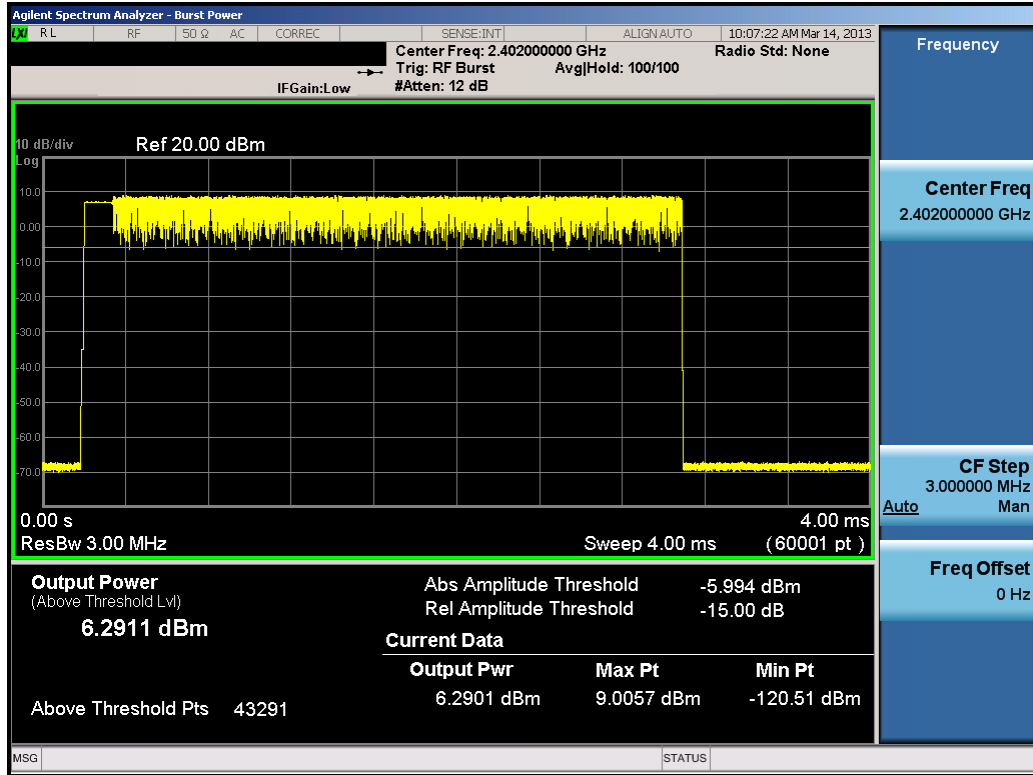 Agilent Spectrum Analyzer - Burst Power
LXI RL RF 50 Ω AC CORREC SENSE:INT ALIGN AUTO 10:07:22 AM Mar 14, 2013
Center Freq: 2.402000000 GHz Radio Std: None
Trig: RF Burst Avg|Hold: 100/100
IFGain:Low #Atten: 12 dB
Frequency
Center Freq
2.402000000 GHz
CF Step
3.000000 MHz
Auto Man
Freq Offset
0 Hz
10 dB/div Ref 20.00 dBm
Log
10.0
0.00
-10.0
-20.0
-30.0
-40.0
-50.0
-60.0
-70.0
0.00 s 4.00 ms
ResBw 3.00 MHz Sweep 4.00 ms (60001 pt)
Output Power
(Above Threshold Lvl)
6.2911 dBm
Above Threshold Pts 43291
Abs Amplitude Threshold -5.994 dBm
Rel Amplitude Threshold -15.00 dB
Current Data
Output Pwr Max Pt Min Pt
6.2901 dBm 9.0057 dBm -120.51 dBm
MSG STATUS